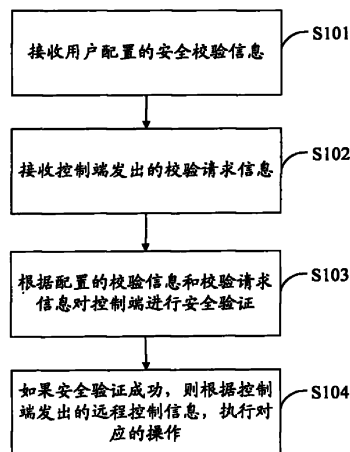 接收用户配置的安全校验信息
S101
接收控制端发出的校验请求信息
S102
根据配置的校验信息和校验请求
信息对控制端进行安全验证
S103
如果安全验证成功，则根据控制
端发出的远程控制信息，执行对
应的操作
S104